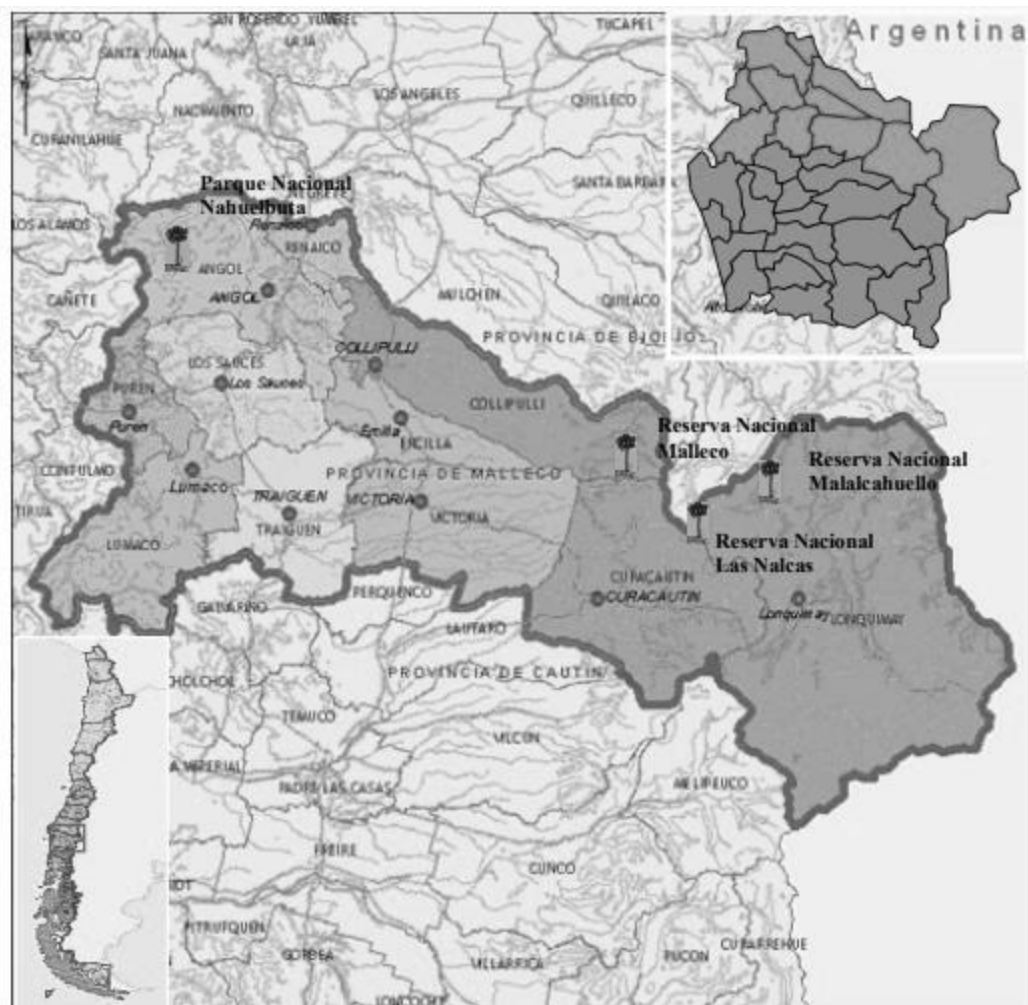 SAN ROSENDO YUMBEL
TUCAPEL
Argentina
SANTA JUANA
LAJA
LOS ANGELES
QUILLECO
NACIMIENTO
CURANILAHUE
SANTA BARBARA
Parque Nacional
Nahuelbuta
LOS ALAMOS
Renaico
RENAICO
ANGOL
ANGOL
CAÑETE
MULCHEN
QUILACO
PROVINCIA DE BIOBIO
COLLIPULLI
LOS SAUCES
Los Sauces
PUREN
Puren
COLLIPULLI
Ercilla
ERCILLA
Reserva Nacional
Malleco
Reserva Nacional
Malalcahuello
CONTULMO
PROVINCIA DE MALLECO
Lumaco
TRAIGUEN
TRAIGUEN
VICTORIA
VICTORIA
TIRUA
LUMACO
Reserva Nacional
Las Nalcas
CURACAUTIN
CURACAUTIN
Lonquimay
LONQUIMAY
PERQUENCO
GALVARINO
LAUTARO
PROVINCIA DE CAUTIN
CHOLCHOL
TEMUCO
VILCUN
PADRE LAS CASAS
MELIPEUCO
FREIRE
CUNCO
PITRUFQUEN
GORBEA
VILLARRICA
PUCON
CURARREHUE
LONCOCHE